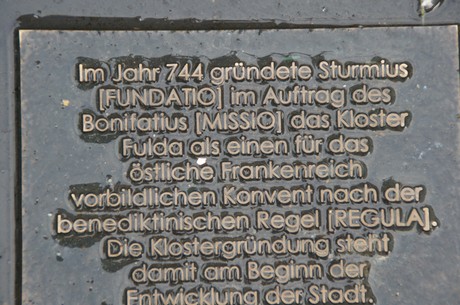 Im Jahr 744 gründete Sturmius
[FUNDATIO] im Auftrag des
Bonifatius [MISSIO] das Kloster
Fulda als einen für das
östliche Frankenreich
vorbildlichen Konvent nach der
benediktinischen Regel [REGULA].
Die Klostergründung steht
damit am Beginn der
Entwicklung der Stadt.